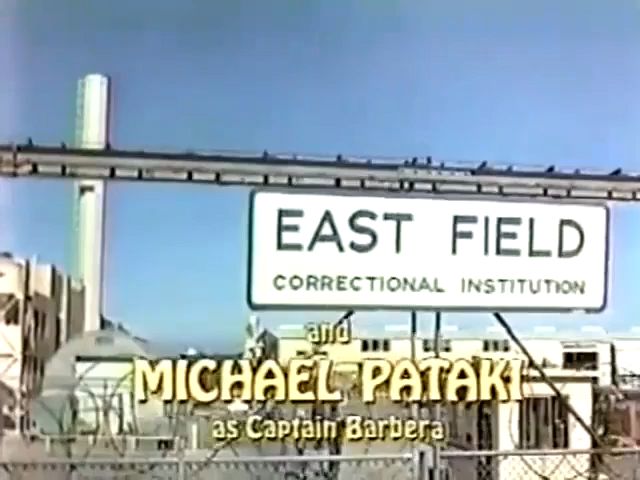 EAST FIELD
CORRECTIONAL INSTITUTION
and
MICHAEL PATAKI
as Captain Barbera